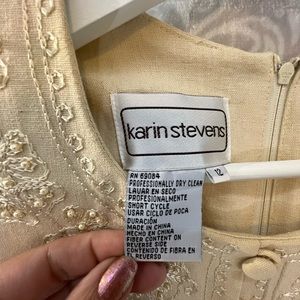 karin stevens
12
RN 69084
PROFESSIONALLY DRY CLEAN
LAVAR EN SECO
PROFESIONALMENTE
SHORT CYCLE
USAR CICLO DE POCA
DURACIÓN
MADE IN CHINA
HECHO EN CHINA
FIBER CONTENT ON
REVERSE SIDE
CONTENIDO DE FIBRA EN
EL REVERSO